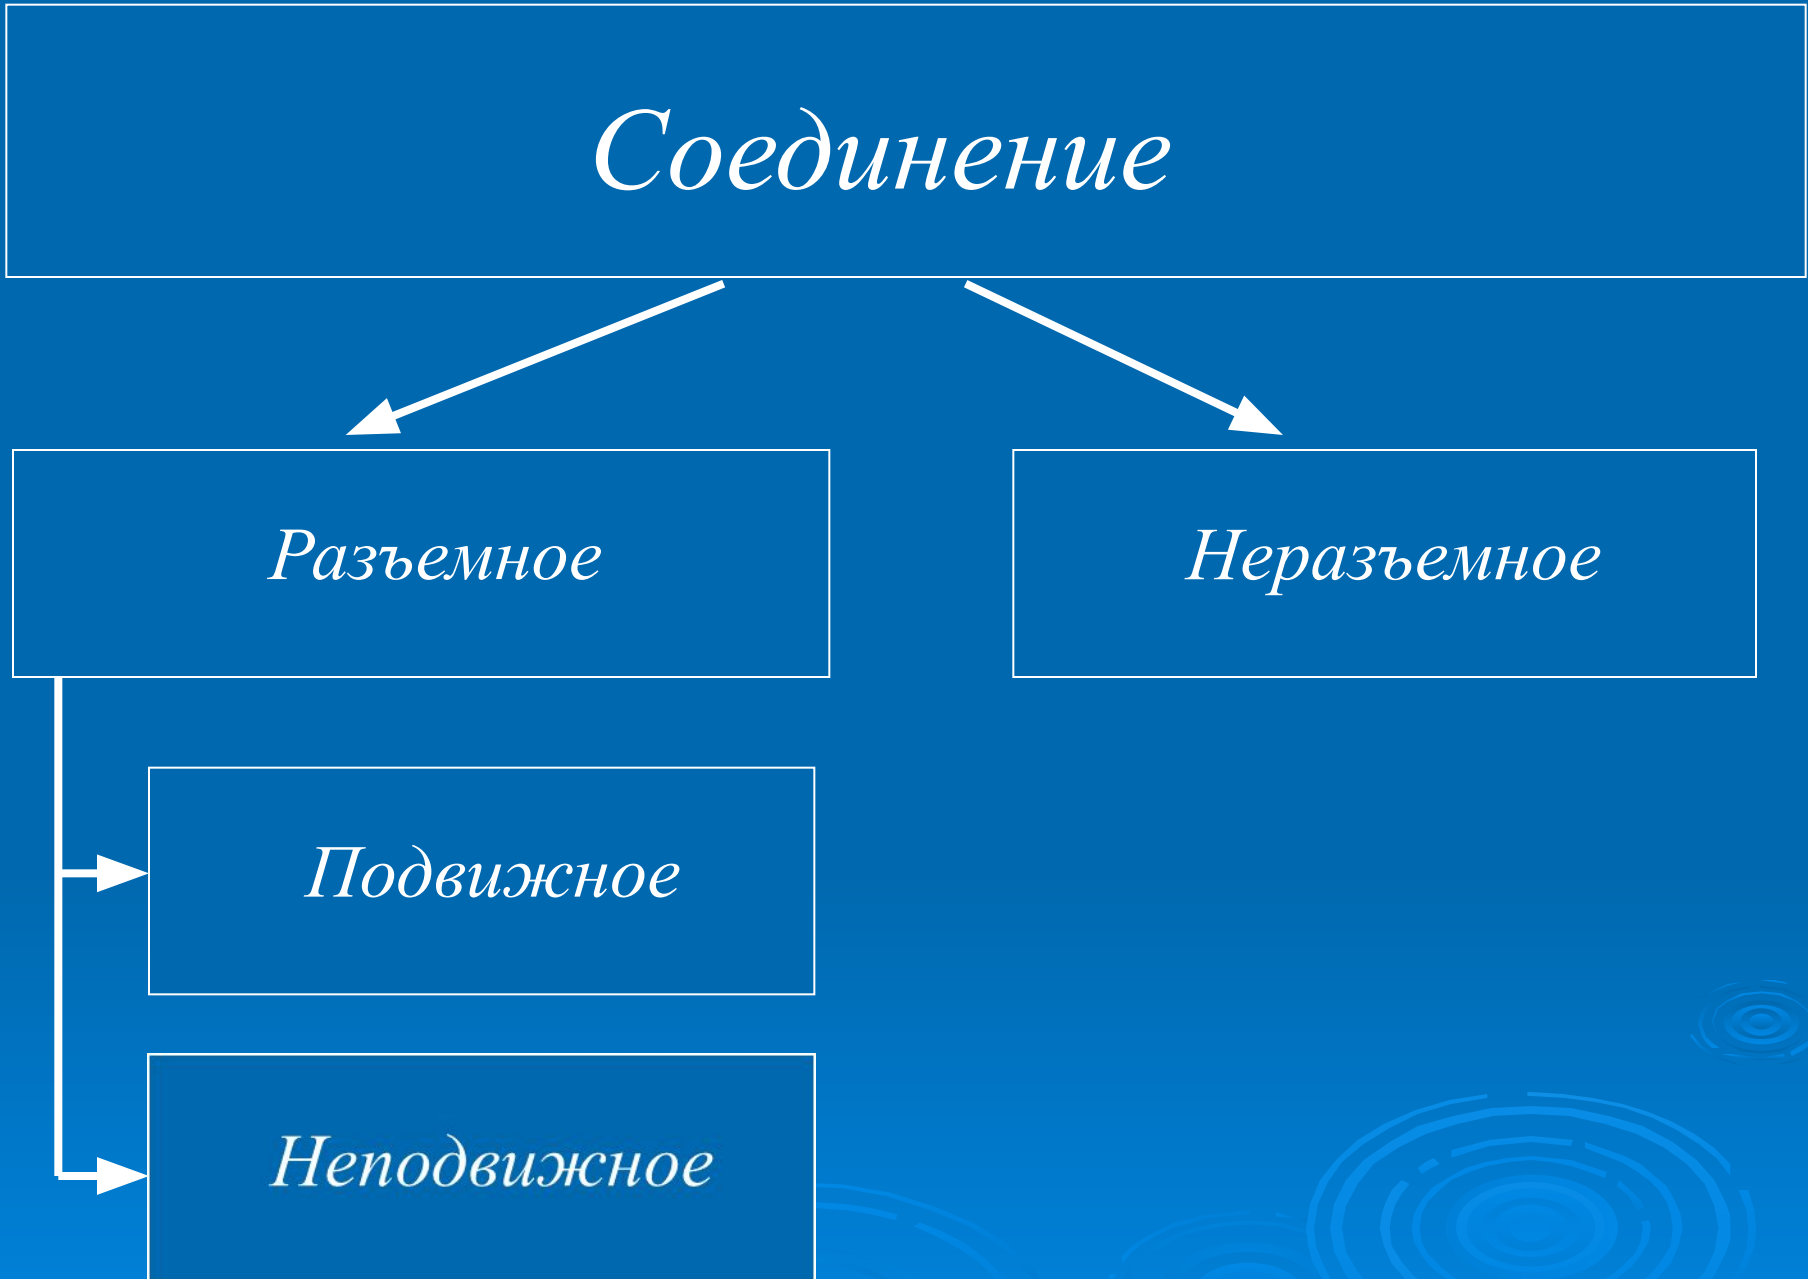 Соединение
Разъемное
Неразъемное
Подвижное
Неподвижное